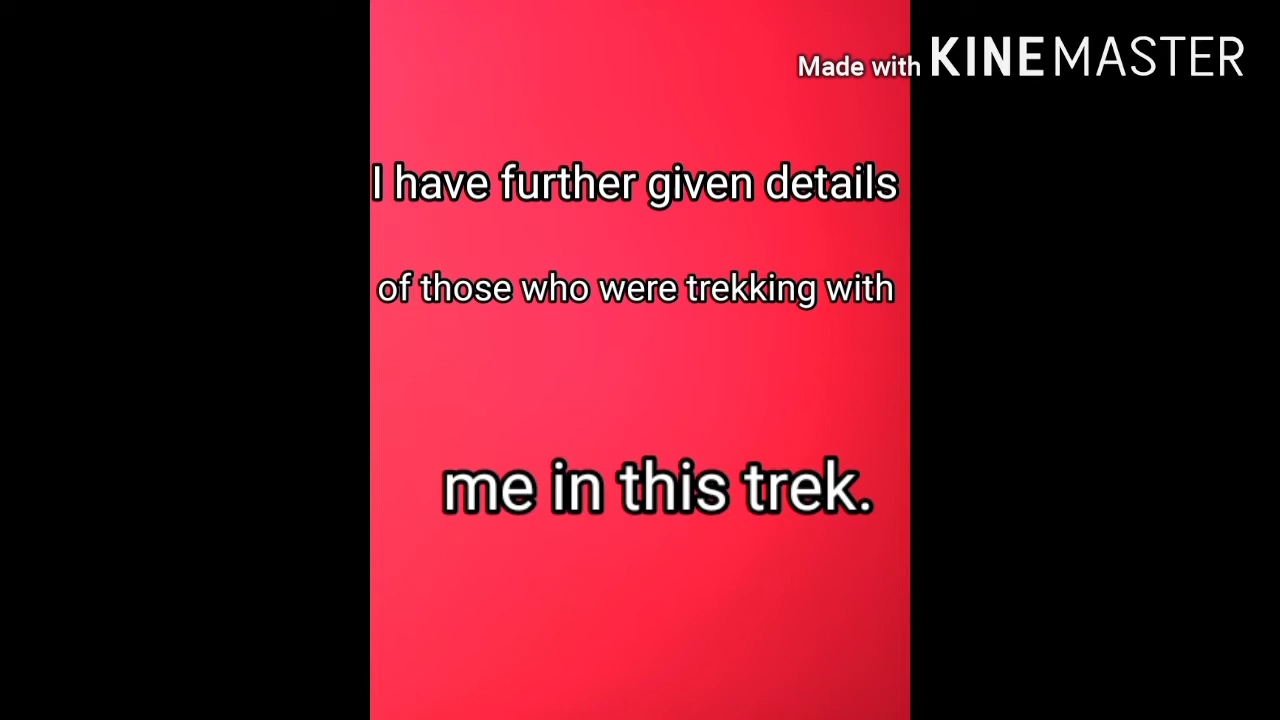 Made with KINEMASTER
I have further given details
of those who were trekking with
me in this trek.